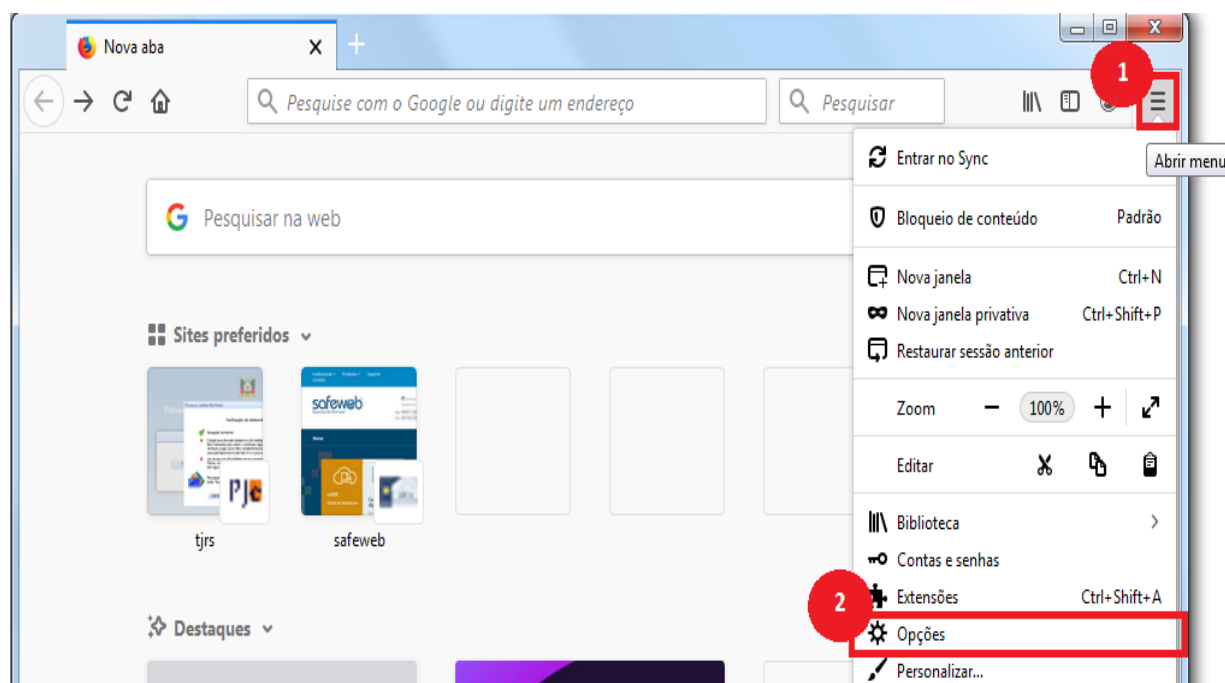 Nova aba
1
Pesquise com o Google ou digite um endereço
Pesquisar
Abrir menu
Entrar no Sync
Bloqueio de conteúdo Padrão
Pesquisar na web
Nova janela Ctrl+N
Nova janela privativa Ctrl+Shift+P
Restaurar sessão anterior
Sites preferidos
safeweb
Zoom 100%
Editar
PJe
tjrs
safeweb
Biblioteca
Contas e senhas
2
Extensões Ctrl+Shift+A
Opções
Destaques
Personalizar...